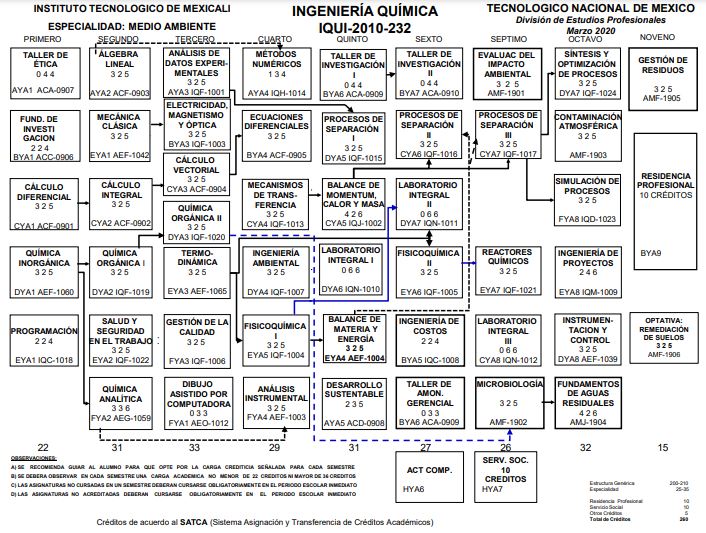 INSTITUTO TECNOLOGICO DE MEXICALI
ESPECIALIDAD: MEDIO AMBIENTE
INGENIERÍA QUÍMICA
IQUI-2010-232
TECNOLOGICO NACIONAL DE MEXICO
División de Estudios Profesionales
Marzo 2020
PRIMERO
SEGUNDO
TERCERO
CUARTO
QUINTO
SEXTO
SEPTIMO
OCTAVO
NOVENO
TALLER DE
ÉTICA
0 4 4
AYA1 ACA-0907
ÁLGEBRA
LINEAL
3 2 5
AYA2 ACF-0903
ANÁLISIS DE
DATOS EXPERI-
MENTALES
3 2 5
AYA3 IQF-1001
MÉTODOS
NUMÉRICOS
1 3 4
AYA4 IQH-1014
TALLER DE
INVESTIGACIÓN
I
0 4 4
BYA6 ACA-0909
TALLER DE
INVESTIGACIÓN
II
0 4 4
BYA7 ACA-0910
EVALUAC DEL
IMPACTO
AMBIENTAL
3 2 5
AMF-1901
SÍNTESIS Y
OPTIMIZACIÓN
DE PROCESOS
3 2 5
DYA7 IQF-1024
GESTIÓN DE
RESIDUOS
3 2 5
AMF-1905
FUND. DE
INVESTI
GACION
2 2 4
BYA1 ACC-0906
MECÁNICA
CLÁSICA
3 2 5
EYA1 AEF-1042
ELECTRICIDAD,
MAGNETISMO
Y ÓPTICA
3 2 5
BYA3 IQF-1003
ECUACIONES
DIFERENCIALES
3 2 5
BYA4 ACF-0905
PROCESOS DE
SEPARACIÓN
I
3 2 5
DYA5 IQF-1015
PROCESOS DE
SEPARACIÓN
II
3 2 5
CYA6 IQF-1016
PROCESOS DE
SEPARACIÓN
III
3 2 5
CYA7 IQF-1017
CONTAMINACIÓN
ATMOSFÉRICA
3 2 5
AMF-1903
CÁLCULO
DIFERENCIAL
3 2 5
CYA1 ACF-0901
CÁLCULO
INTEGRAL
3 2 5
CYA2 ACF-0902
CÁLCULO
VECTORIAL
3 2 5
CYA3 ACF-0904
MECANISMOS
DE TRANS-
FERENCIA
3 2 5
CYA4 IQF-1013
BALANCE DE
MOMENTUM,
CALOR Y MASA
4 2 6
CYA5 IQJ-1002
LABORATORIO
INTEGRAL
II
0 6 6
DYA7 IQN-1011
SIMULACIÓN DE
PROCESOS
3 2 5
FYA8 IQD-1023
RESIDENCIA
PROFESIONAL
10 CRÉDITOS
BYA9
QUÍMICA
ORGÁNICA II
3 2 5
DYA3 IQF-1020
QUÍMICA
INORGÁNICA
3 2 5
DYA1 AEF-1060
QUÍMICA
ORGÁNICA I
3 2 5
DYA2 IQF-1019
TERMO-
DINÁMICA
3 2 5
EYA3 AEF-1065
INGENIERÍA
AMBIENTAL
3 2 5
DYA4 IQF-1007
LABORATORIO
INTEGRAL I
0 6 6
DYA6 IQN-1010
FISICOQUÍMICA
II
3 2 5
EYA6 IQF-1005
REACTORES
QUÍMICOS
3 2 5
EYA7 IQF-1021
INGENIERÍA DE
PROYECTOS
2 4 6
EYA8 IQM-1009
PROGRAMACIÓN
2 2 4
EYA1 IQC-1018
SALUD Y
SEGURIDAD
EN EL TRABAJO
3 2 5
EYA2 IQF-1022
GESTIÓN DE LA
CALIDAD
3 2 5
FYA3 IQF-1006
FISICOQUÍMICA
I
3 2 5
EYA5 IQF-1004
BALANCE DE
MATERIA Y
ENERGÍA
3 2 5
EYA4 AEF-1004
INGENIERÍA DE
COSTOS
2 2 4
BYA5 IQC-1008
LABORATORIO
INTEGRAL
III
0 6 6
CYA8 IQN-1012
INSTRUMEN-
TACION Y
CONTROL
3 2 5
DYA8 AEF-1039
OPTATIVA:
REMEDIACIÓN
DE SUELOS
3 2 5
AMF-1906
QUÍMICA
ANALÍTICA
3 3 6
FYA2 AEG-1059
DIBUJO
ASISTIDO POR
COMPUTADORA
0 3 3
FYA1 AEO-1012
ANÁLISIS
INSTRUMENTAL
3 2 5
FYA4 AEF-1003
DESARROLLO
SUSTENTABLE
2 3 5
AYA5 ACD-0908
TALLER DE
AMON.
GERENCIAL
0 3 3
BYA6 ACA-0909
MICROBIOLOGÍA
3 2 5
AMF-1902
FUNDAMENTOS
DE AGUAS
RESIDUALES
4 2 6
AMJ-1904
22
31
33
29
31
27
26
32
15
OBSERVACIONES:
A) SE RECOMIENDA GUIAR AL ALUMNO PARA QUE OPTE POR LA CARGA CREDITICIA SEÑALADA PARA CADA SEMESTRE
B) SE DEBERA OBSERVAR EN CADA SEMESTRE UNA CARGA ACADEMICA NO MENOR DE 22 CREDITOS NI MAYOR DE 36 CREDITOS
C) LAS ASIGNATURAS NO CURSADAS EN UN SEMESTRE DEBERAN CURSARSE OBLIGATORIAMENTE EN EL PERIODO ESCOLAR INMEDIATO
D) LAS ASIGNATURAS NO ACREDITADAS DEBERAN CURSARSE OBLIGATORIAMENTE EN EL PERIODO ESCOLAR INMEDIATO
ACT COMP.
HYA6
SERV. SOC.
10
CREDITOS
HYA7
Estructura Genérica 200-210
Especialidad 25-35
Residencia Profesional 10
Servicio Social 10
Otros Créditos 5
Total de Créditos 260
Créditos de acuerdo al SATCA (Sistema Asignación y Transferencia de Créditos Académicos)